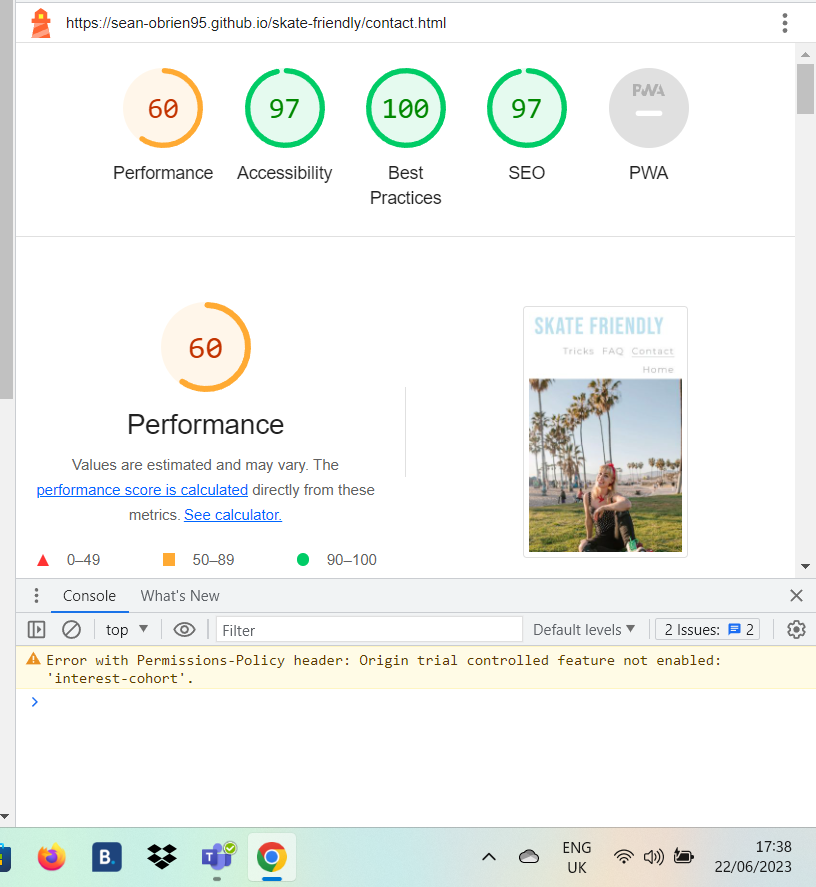 https://sean-obrien95.github.io/skate-friendly/contact.html
60
97
100
97
PWA
Performance
Accessibility
Best
Practices
SEO
PWA
60
Performance
Values are estimated and may vary. The
performance score is calculated directly from these
metrics. See calculator.
0–49
50–89
90–100
SKATE FRIENDLY
Tricks FAQ Contact
Home
Console
What's New
top
Filter
Default levels
2 Issues:
2
Error with Permissions-Policy header: Origin trial controlled feature not enabled:
'interest-cohort'.
B.
ENG
UK
17:38
22/06/2023